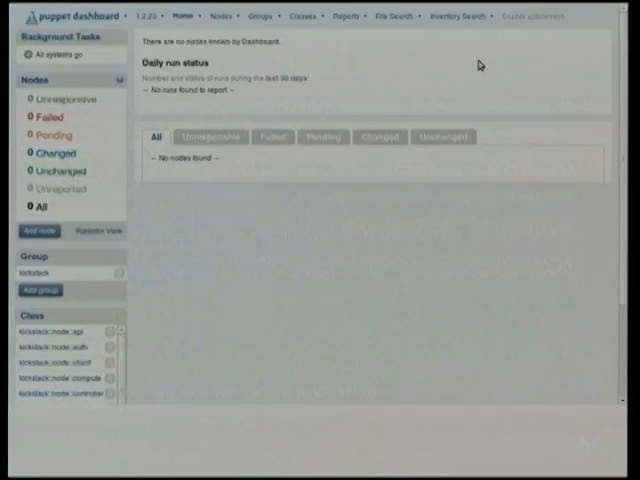 puppet dashboard • 1.2.23 • Home • Nodes • Groups • Classes • Reports • File Search • Inventory Search •
Background Tasks
All systems go
Nodes
0 Unresponsive
0 Failed
0 Pending
0 Changed
0 Unchanged
0 Unreported
0 All
Add node
Radiator View
Group
kickstack
Add group
Class
kickstack::node::api
kickstack::node::auth
kickstack::node::client
kickstack::node::compute
kickstack::node::controller
There are no nodes known by Dashboard.
Daily run status
Number and status of runs during the last 30 days:
— No runs found to report —
All Unresponsive Failed Pending Changed Unchanged
— No nodes found —